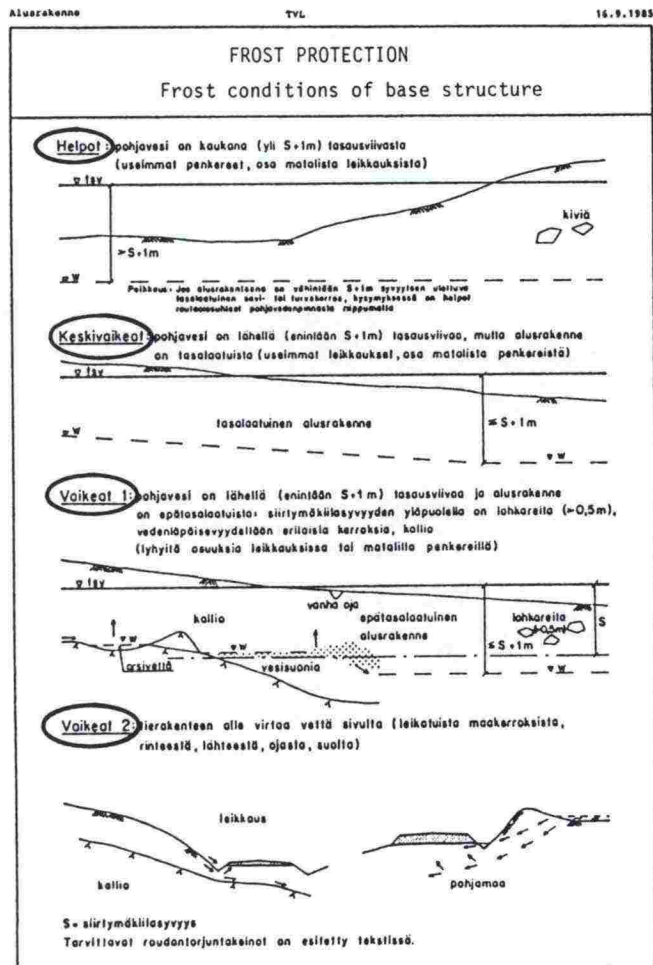 Alusrakenne TVL 16.9.1985
FROST PROTECTION
Frost conditions of base structure
Helpot: pohjavesi on kaukana (yli S+1m) tasausviivasta
(useimmat penkereet, osa matalista leikkauksista)
tsv
kiviä
>S+1m
W
Poikkeus: Jos alusrakenteena on vähintään S+1m syvyyteen ulottuva
tasalaatuinen savi- tai turvekerros, kysymyksessä on helpot
routaolosuhteet pohjavedenpinnasta riippumatta
Keskivaikeat: pohjavesi on lähellä (enintään S+1m) tasausviivaa, mutta alusrakenne
on tasalaatuista (useimmat leikkaukset, osa matalista penkereistä)
tsv
W
tasalaatuinen alusrakenne
≤ S+1m
W
Vaikeat 1: pohjavesi on lähellä (enintään S+1m) tasausviivaa ja alusrakenne
on epätasalaatuista: siirtymäkiilasyvyyden yläpuolella on lohkareita (>0,5m),
vedenläpäisevyydeltään erilaisia kerroksia, kallio
(lyhyitä osuuksia leikkauksissa tai matalilla penkereillä)
tsv
vanha oja
kallio
epätasalaatuinen
alusrakenne
lohkareita
(>0,5m)
S
≤ S+1m
W
W
orsivettä
vesisuonia
W
Vaikeat 2: tierakenteen alle virtaa vettä sivulta (leikatuista maakerroksista,
rinteestä, lähteestä, ojasta, suolta)
leikkaus
kallio
pohjamaa
S= siirtymäkiilasyvyys
Tarvittavat roudantorjuntakeinot on esitetty tekstissä.